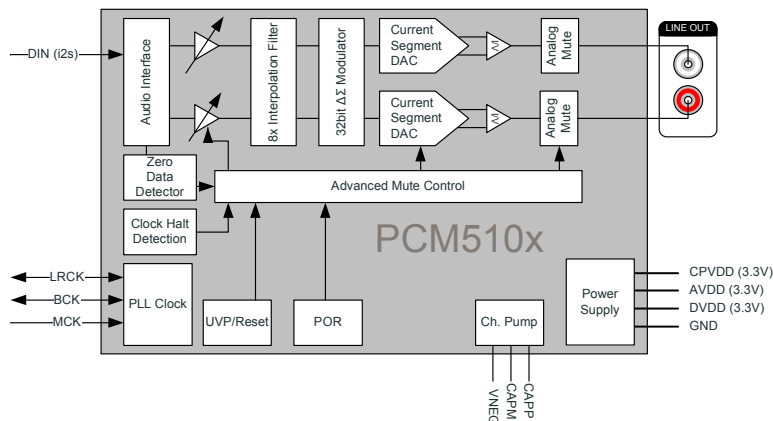 LINE OUT
DIN (i2s)
Audio Interface
8x Interpolation Filter
32bit ΔΣ Modulator
Current
Segment
DAC
Analog
Mute
Current
Segment
DAC
Analog
Mute
Zero
Data
Detector
Advanced Mute Control
Clock Halt
Detection
PCM510x
LRCK
BCK
MCK
PLL Clock
UVP/Reset
POR
Ch. Pump
Power
Supply
CPVDD (3.3V)
AVDD (3.3V)
DVDD (3.3V)
GND
VNEG
CAPM
CAPP